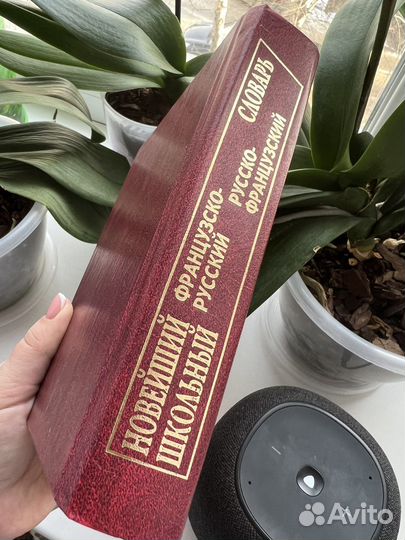 НОВЕЙШИЙ
ШКОЛЬНЫЙ
ФРАНЦУЗСКО-
РУССКИЙ
РУССКО-
ФРАНЦУЗСКИЙ
СЛОВАРЬ
Avito